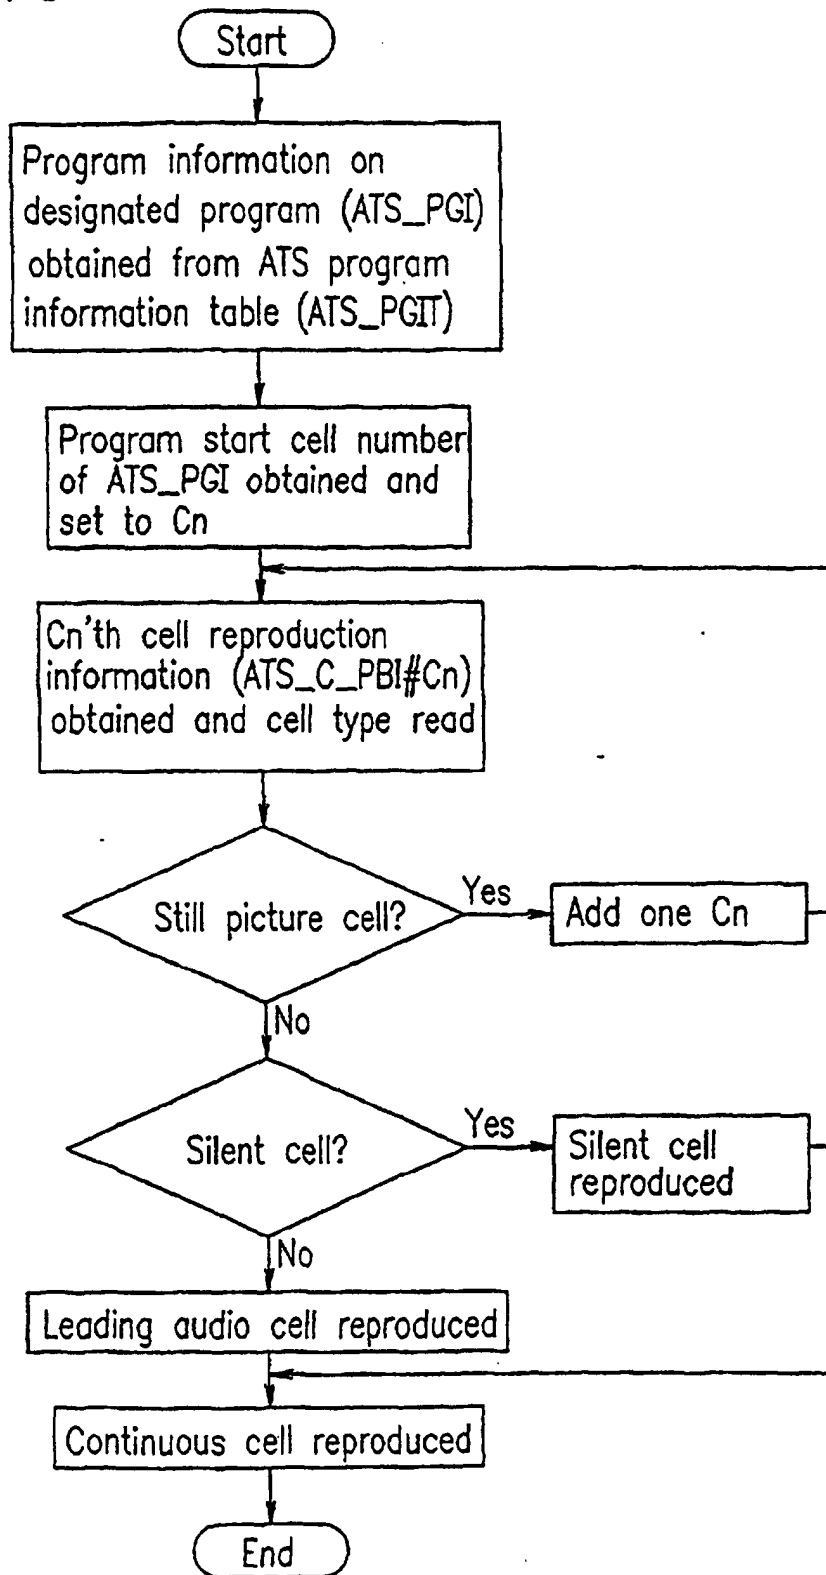 Start
Program information on
designated program (ATS_PGI)
obtained from ATS program
information table (ATS_PGIT)
Program start cell number
of ATS_PGI obtained and
set to Cn
Cn'th cell reproduction
information (ATS_C_PBI#Cn)
obtained and cell type read
Still picture cell?
Yes
Add one Cn
No
Silent cell?
Yes
Silent cell
reproduced
No
Leading audio cell reproduced
Continuous cell reproduced
End